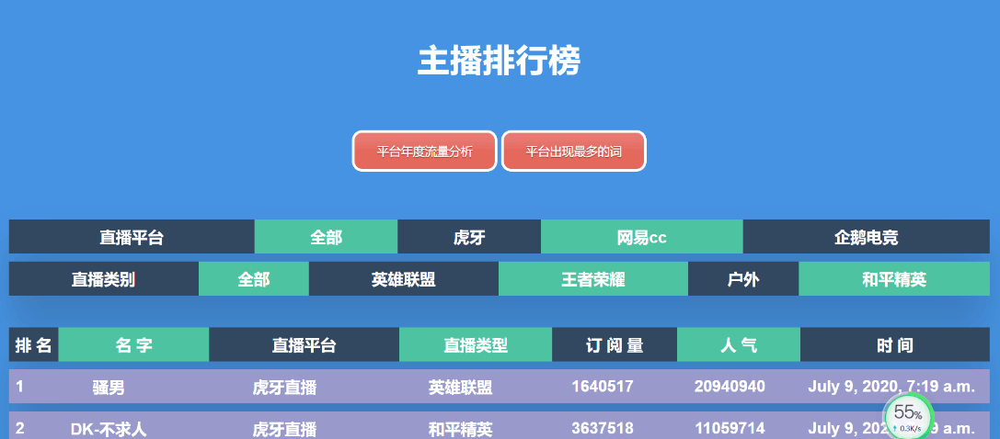 主播排行榜
平台年度流量分析 平台出现最多的词
直播平台 全部 虎牙 网易cc 企鹅电竞
直播类别 全部 英雄联盟 王者荣耀 户外 和平精英
排 名 名 字 直播平台 直播类型 订 阅 量 人 气 时 间
1 骚男 虎牙直播 英雄联盟 1640517 20940940 July 9, 2020, 7:19 a.m.
2 DK-不求人 虎牙直播 和平精英 3637518 11059714 July 9, a.m.
55%
↑ 0.3K/s